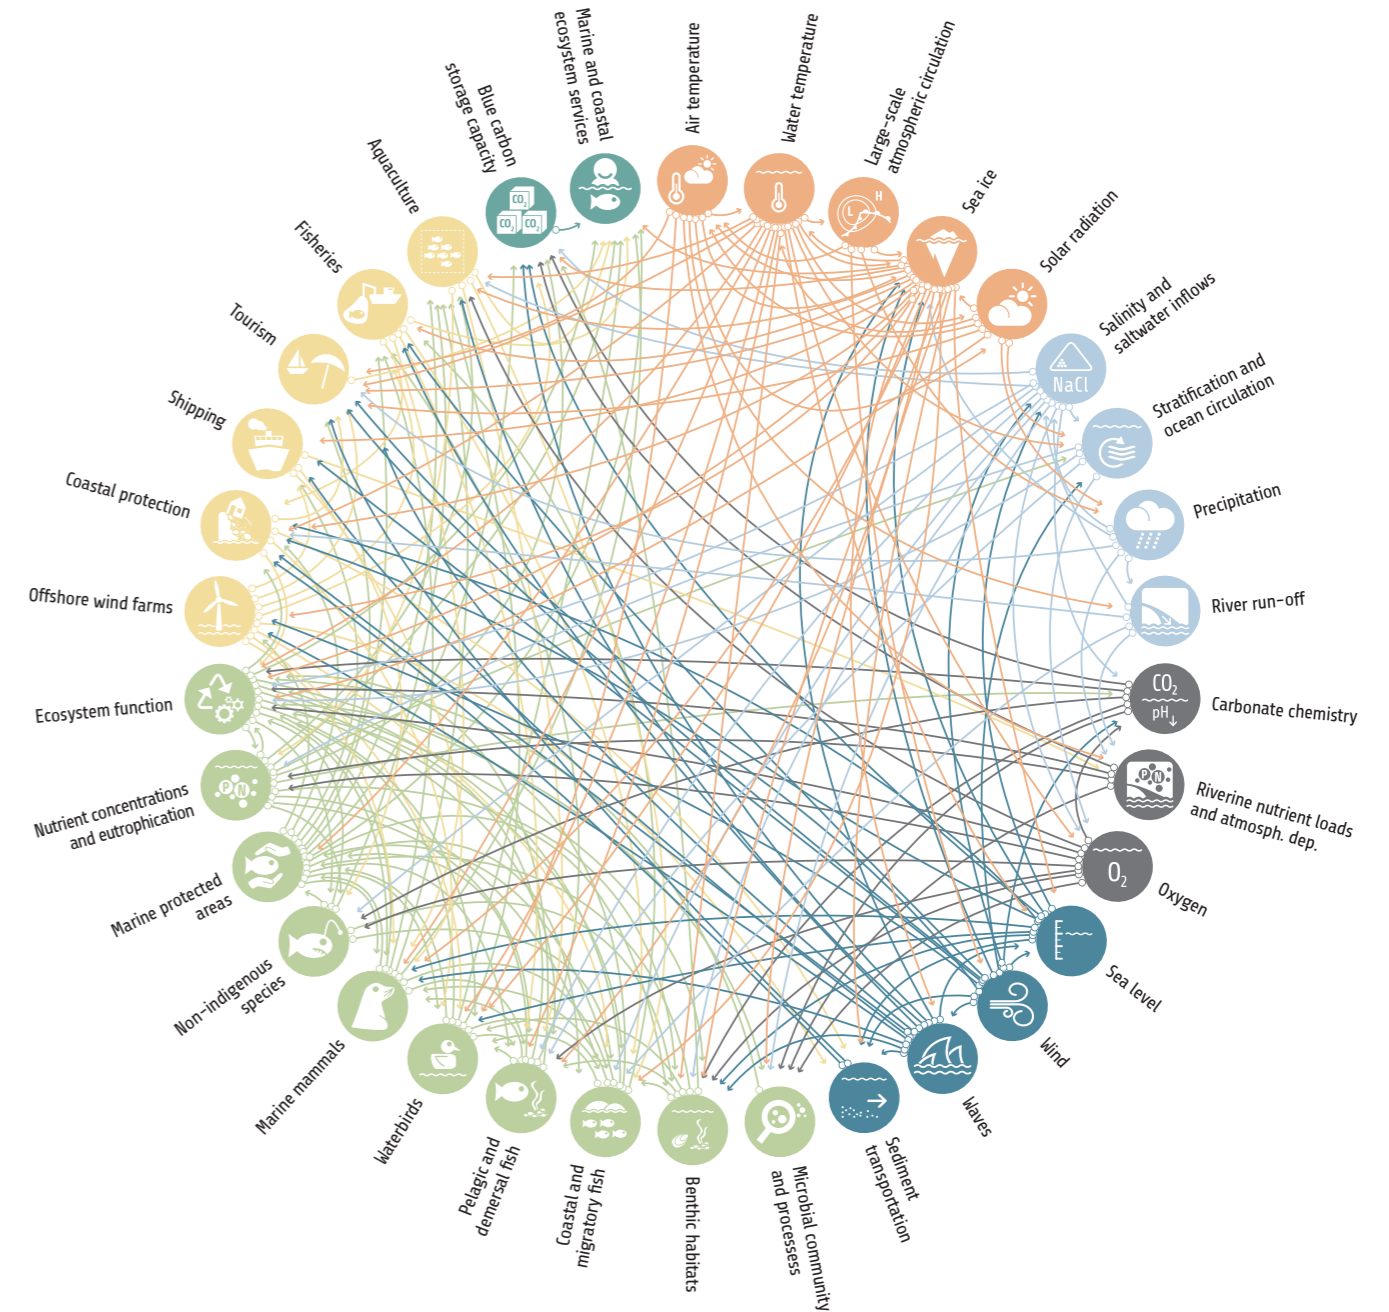 Marine and coastal
ecosystem services
Air temperature
Water temperature
Large-scale
atmospheric circulation
Sea ice
Solar radiation
Salinity and
saltwater inflows
Stratification and
ocean circulation
Precipitation
River run-off
Carbonate chemistry
Riverine nutrient loads
and atmosph. dep.
Oxygen
Sea level
Wind
Waves
Sediment
transportation
Microbial community
and processess
Benthic habitats
Coastal and
migratory fish
Pelagic and
demersal fish
Waterbirds
Marine mammals
Non-indigenous
species
Marine protected
areas
Nutrient concentrations
and eutrophication
Ecosystem function
Offshore wind farms
Coastal protection
Shipping
Tourism
Fisheries
Aquaculture
Blue carbon
storage capacity
CO2
CO2 CO2
L H
NaCl
CO2
pH↓
P N
O2
P N